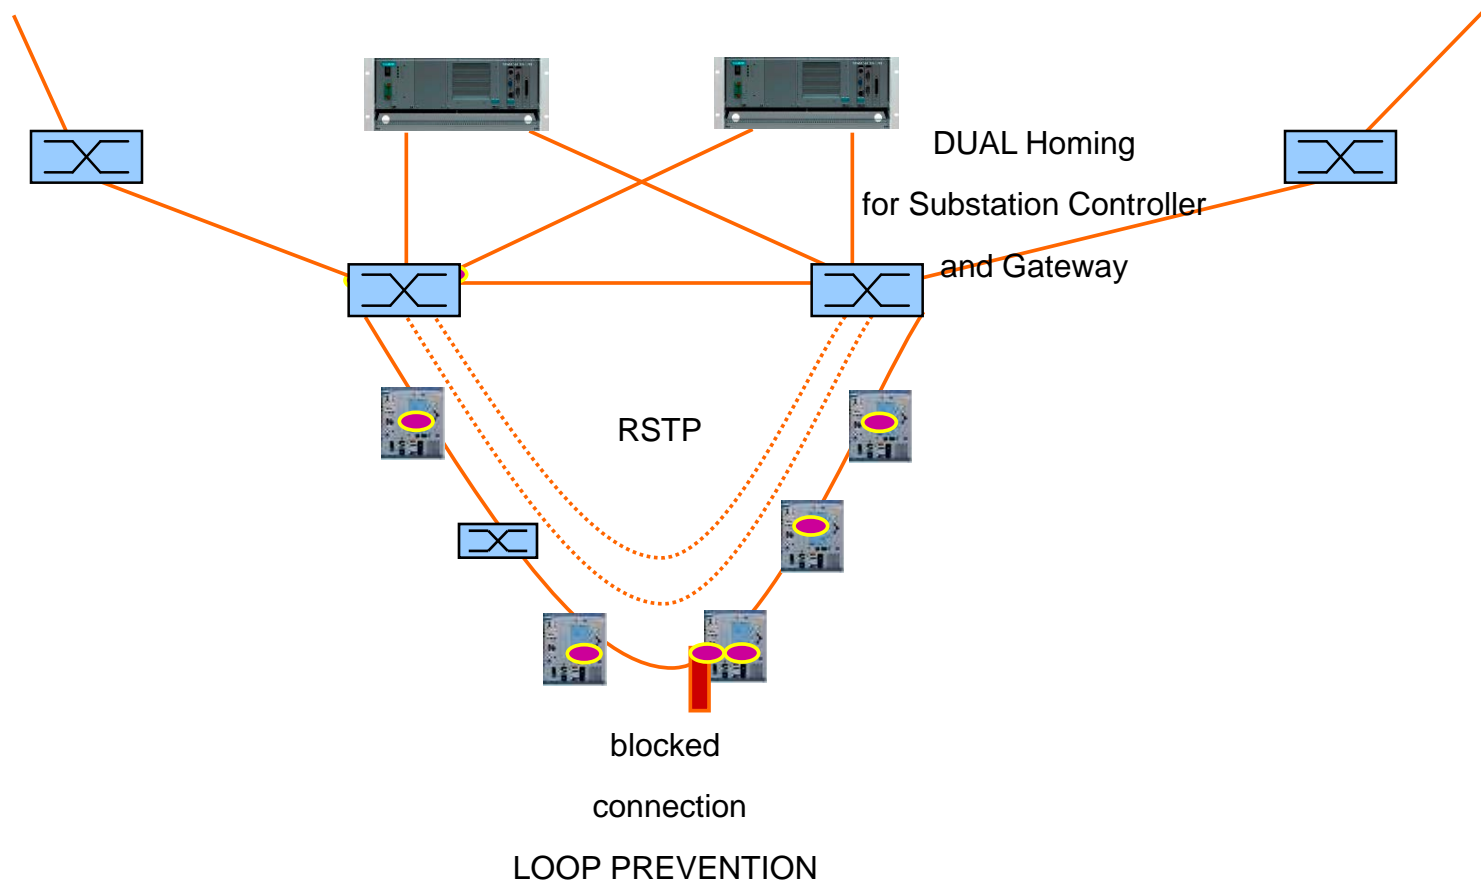 DUAL Homing
for Substation Controller
and Gateway
RSTP
blocked
connection
LOOP PREVENTION